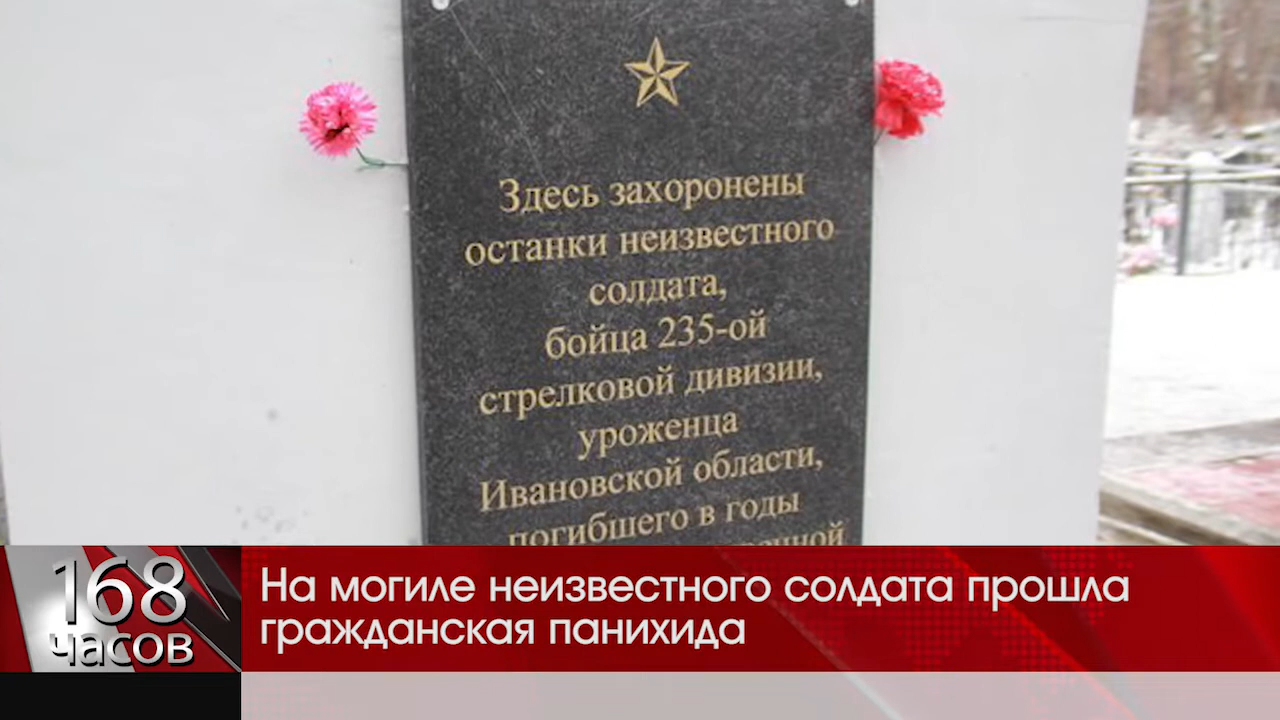 Здесь захоронены
останки неизвестного
солдата,
бойца 235-ой
стрелковой дивизии,
уроженца
Ивановской области,
погибшего в годы
168
часов
На могиле неизвестного солдата прошла
гражданская панихида